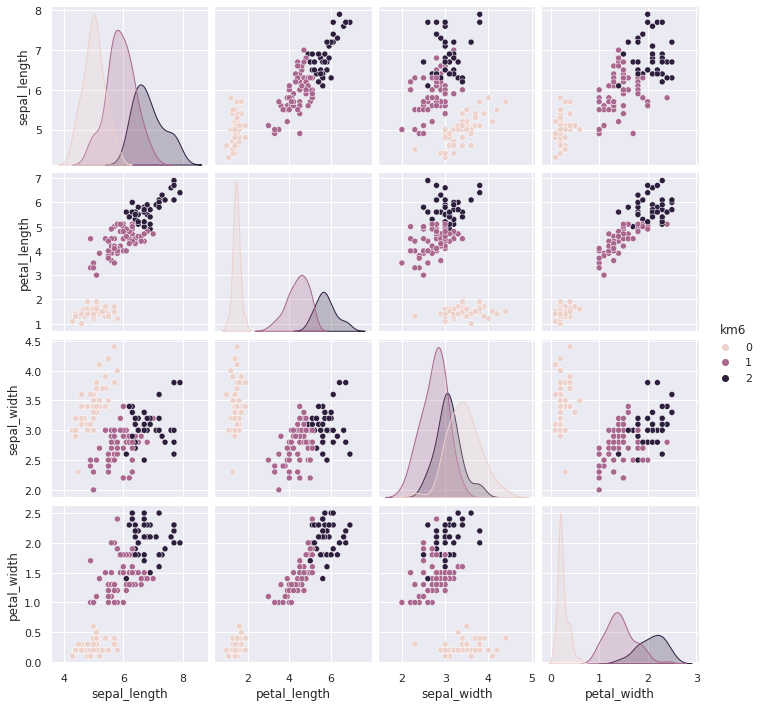 8
7
6
5
sepal_length
7
6
5
4
3
2
1
petal_length
4.5
4.0
3.5
3.0
2.5
2.0
sepal_width
2.5
2.0
1.5
1.0
0.5
0.0
petal_width
4 6 8
sepal_length
2 4 6
petal_length
2 3 4 5
sepal_width
0 1 2 3
petal_width
km6
0
1
2